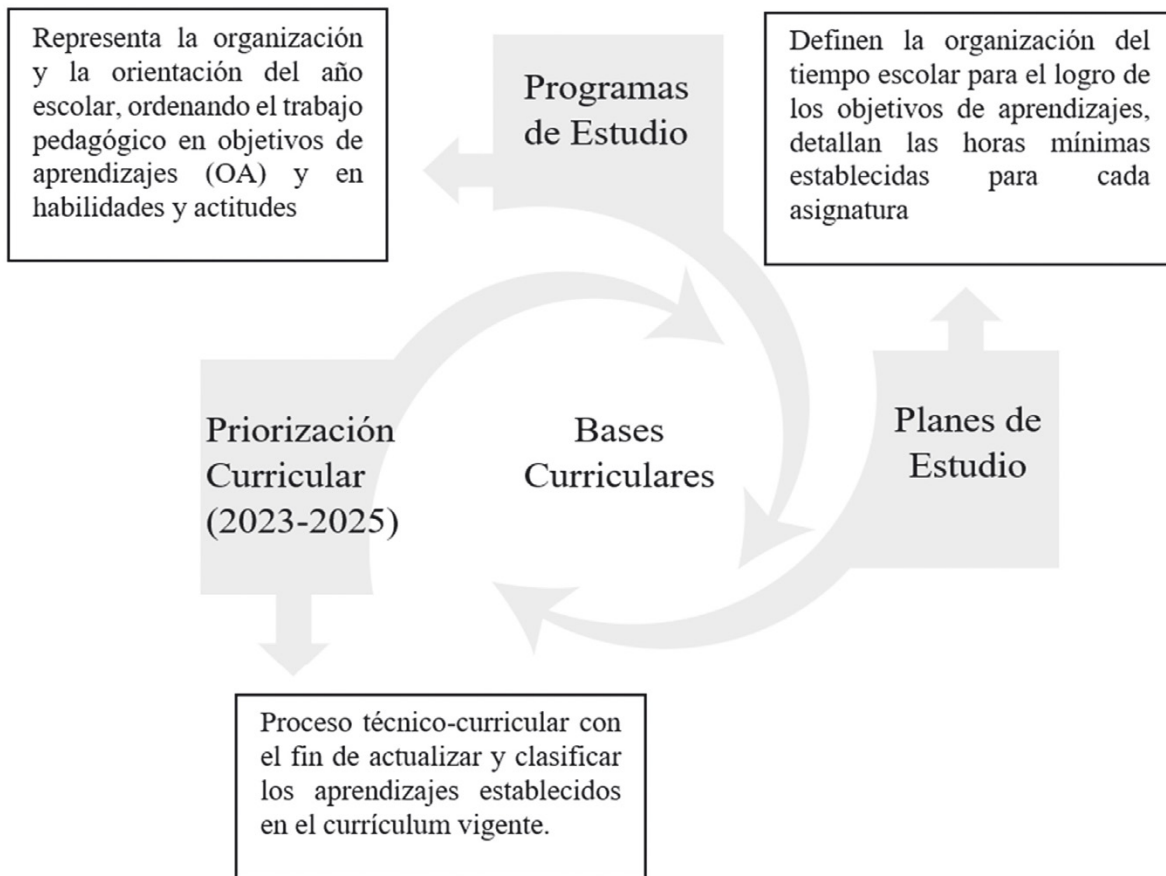 Representa la organización
y la orientación del año
escolar, ordenando el trabajo
pedagógico en objetivos de
aprendizajes (OA) y en
habilidades y actitudes
Programas
de Estudio
Definen la organización del
tiempo escolar para el logro de
los objetivos de aprendizajes,
detallan las horas mínimas
establecidas para cada
asignatura
Priorización
Curricular
(2023-2025)
Bases
Curriculares
Planes de
Estudio
Proceso técnico-curricular con
el fin de actualizar y clasificar
los aprendizajes establecidos
en el currículum vigente.